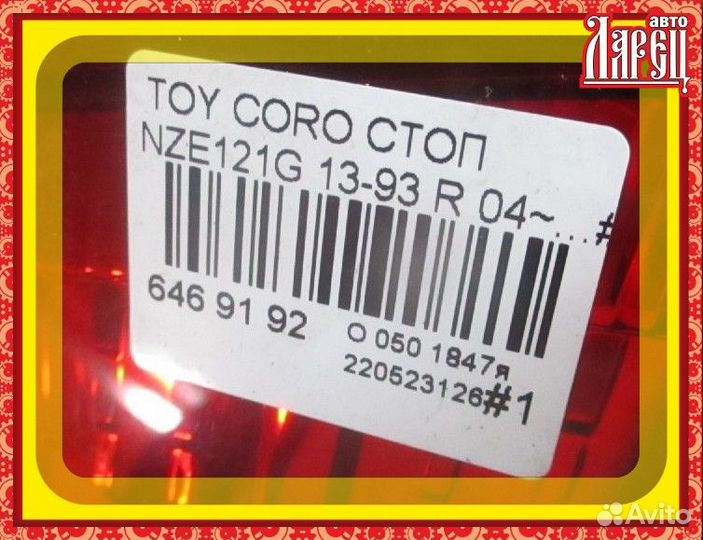 авто
Ларец
TOY CORO СТОП
NZE121G 13-93 R 04~...#
646 91 92
О 050 1847я
220523126#1
Avito